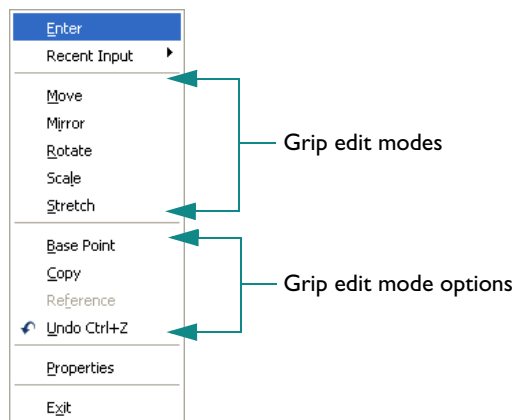 Enter
Recent Input
Move
Mirror
Rotate
Scale
Stretch
Grip edit modes
Base Point
Copy
Reference
Undo Ctrl+Z
Grip edit mode options
Properties
Exit